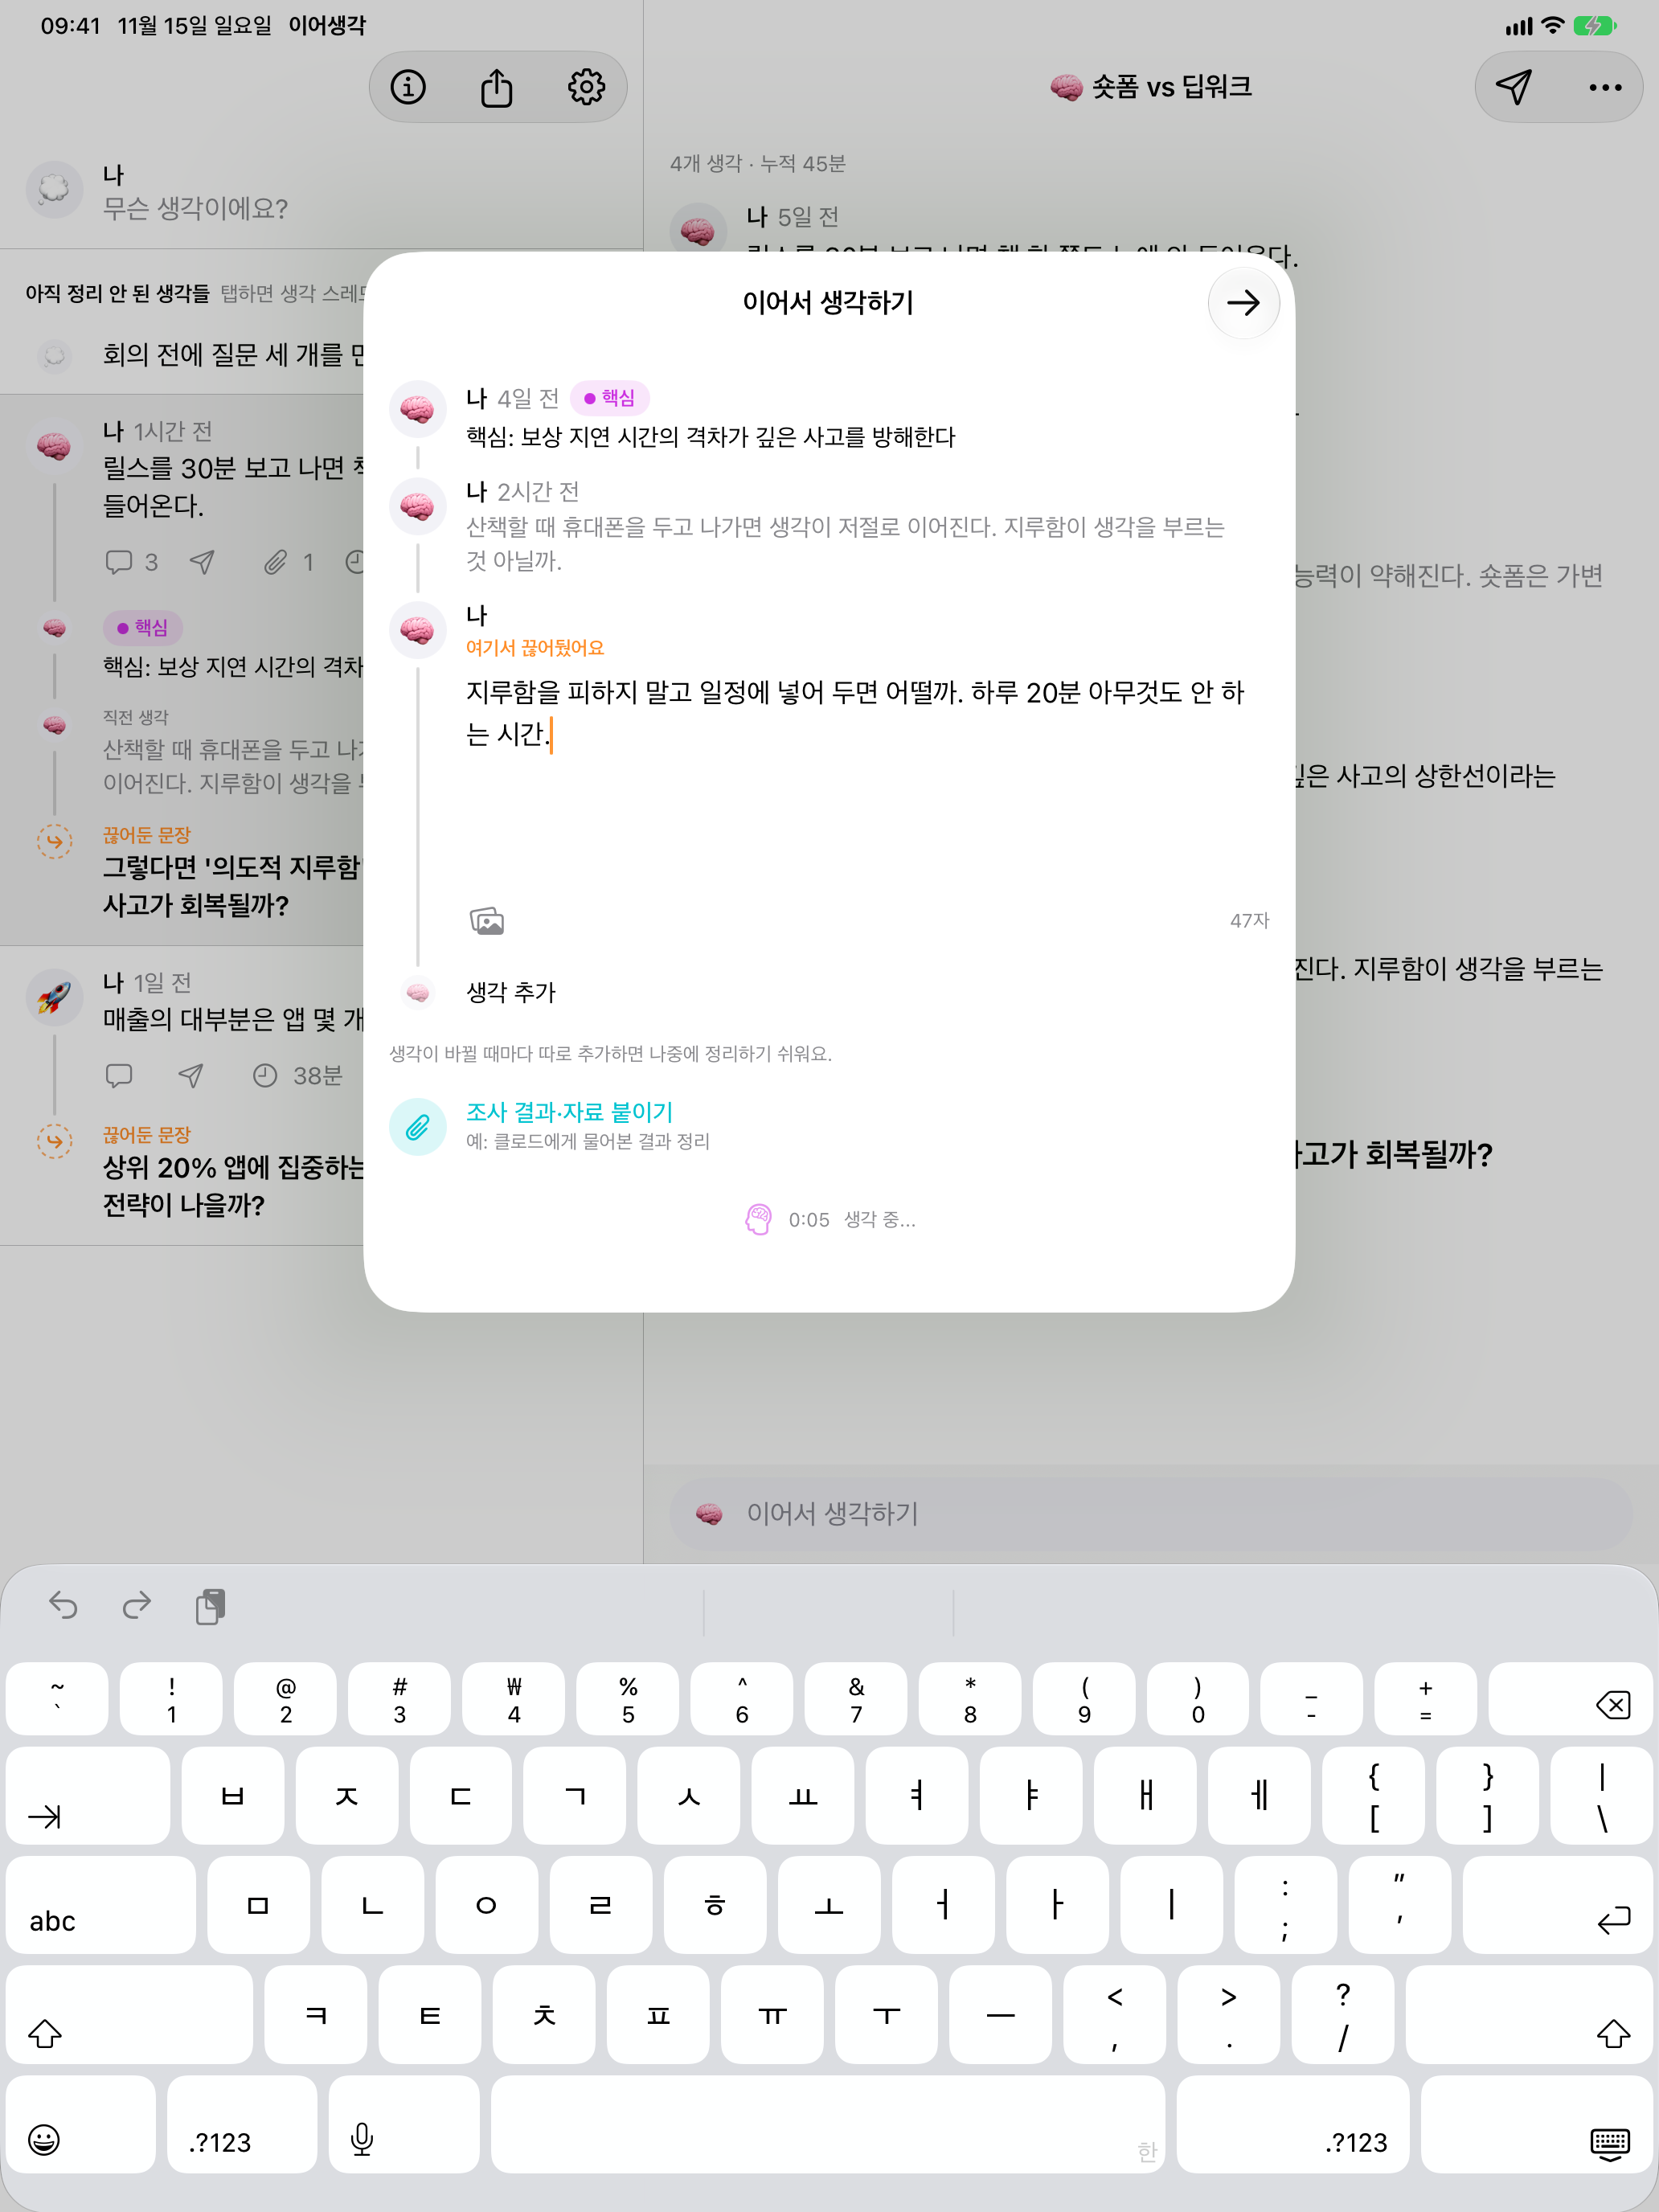 09:41 11월 15일 일요일 이어생각
나
무슨 생각이에요?
아직 정리 안 된 생각들 탭하면 생각
회의 전에 질문 세 개를
나 1시간 전
릴스를 30분 보고 나면
들어온다.
3 1
핵심
핵심: 보상 지연 시간의 격차
직전 생각
산책할 때 휴대폰을 두고
이어진다. 지루함이 생각을
끊어둔 문장
그렇다면 '의도적 지루함
사고가 회복될까?
나 1일 전
매출의 대부분은 앱 몇
38분
끊어둔 문장
상위 20% 앱에 집중하는
전략이 나을까?
🧠 숏폼 vs 딥워크
4개 생각 · 누적 45분
나 5일 전
능력이 약해진다. 숏폼은 가변
사고의 상한선이라는
지루함이 생각을 부르는
회복될까?
이어서 생각하기
이어서 생각하기
나 4일 전 핵심
핵심: 보상 지연 시간의 격차가 깊은 사고를 방해한다
나 2시간 전
산책할 때 휴대폰을 두고 나가면 생각이 저절로 이어진다. 지루함이 생각을 부르는
것 아닐까.
나
여기서 끊어뒀어요
지루함을 피하지 말고 일정에 넣어 두면 어떨까. 하루 20분 아무것도 안 하
는 시간.
47자
생각 추가
생각이 바뀔 때마다 따로 추가하면 나중에 정리하기 쉬워요.
조사 결과·자료 붙이기
예: 클로드에게 물어본 결과 정리
0:05 생각 중...
~ ! @ # ₩ % ^ & * ( ) _ +
` 1 2 3 4 5 6 7 8 9 0 - =
ㅂ ㅈ ㄷ ㄱ ㅅ ㅛ ㅕ ㅑ ㅐ ㅔ { } |
[ ] \
abc ㅁ ㄴ ㅇ ㄹ ㅎ ㅗ ㅓ ㅏ ㅣ : "
; '
ㅋ ㅌ ㅊ ㅍ ㅠ ㅜ ㅡ < > ?
, . /
.?123 한 .?123